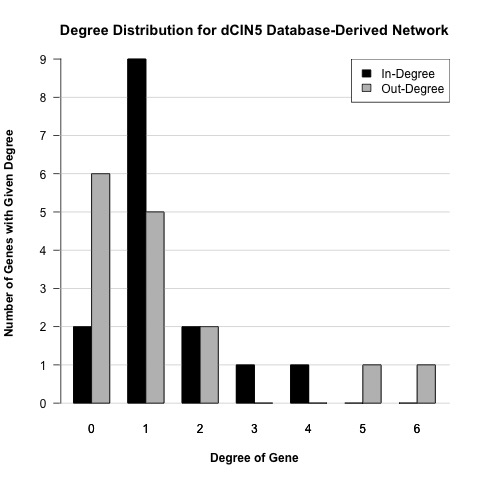 Degree Distribution for dCIN5 Database-Derived Network
In-Degree
Out-Degree
Number of Genes with Given Degree
9
8
7
6
5
4
3
2
1
0
0 1 2 3 4 5 6
Degree of Gene